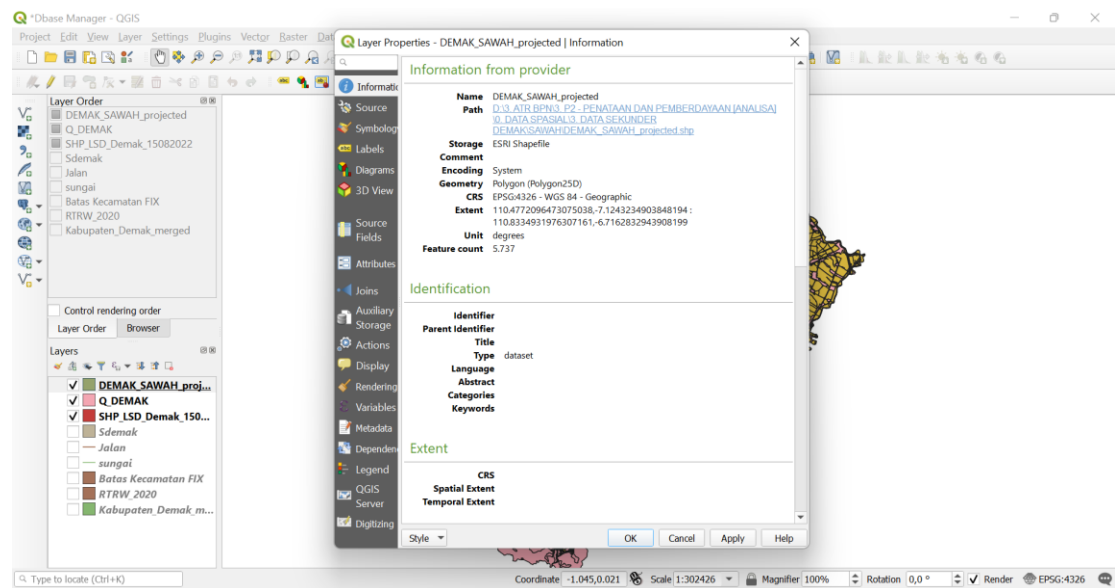 *Dbase Manager - QGIS
Project Edit View Layer Settings Plugins Vector Raster Dat
Layer Order
DEMAK_SAWAH_projected
Q_DEMAK
SHP_LSD_Demak_15082022
Sdemak
Jalan
sungai
Batas Kecamatan FIX
RTRW_2020
Kabupaten_Demak_merged
Control rendering order
Layer Order Browser
Layers
DEMAK_SAWAH_proj...
Q_DEMAK
SHP_LSD_Demak_150...
Sdemak
Jalan
sungai
Batas Kecamatan FIX
RTRW_2020
Kabupaten_Demak_m...
Layer Properties - DEMAK_SAWAH_projected | Information
Informatic
Source
Symbolog
Labels
Diagrams
3D View
Source
Fields
Attributes
Joins
Auxiliary
Storage
Actions
Display
Rendering
Variables
Metadata
Dependen
Legend
QGIS
Server
Digitizing
Information from provider
Name DEMAK_SAWAH_projected
Path D:\3. ATR BPN\3. P2 - PENATAAN DAN PEMBERDAYAAN [ANALISA]
\0. DATA SPASIAL\3. DATA SEKUNDER
DEMAK\SAWAH\DEMAK_SAWAH_projected.shp
Storage ESRI Shapefile
Comment
Encoding System
Geometry Polygon (Polygon25D)
CRS EPSG:4326 - WGS 84 - Geographic
Extent 110.4772096473075038,-7.1243234903848194 :
110.8334931976307161,-6.7162832943908199
Unit degrees
Feature count 5.737
Identification
Identifier
Parent Identifier
Title
Type dataset
Language
Abstract
Categories
Keywords
Extent
CRS
Spatial Extent
Temporal Extent
Style OK Cancel Apply Help
Type to locate (Ctrl+K) Coordinate -1.045,0.021 Scale 1:302426 Magnifier 100% Rotation 0,0 ° Render EPSG:4326